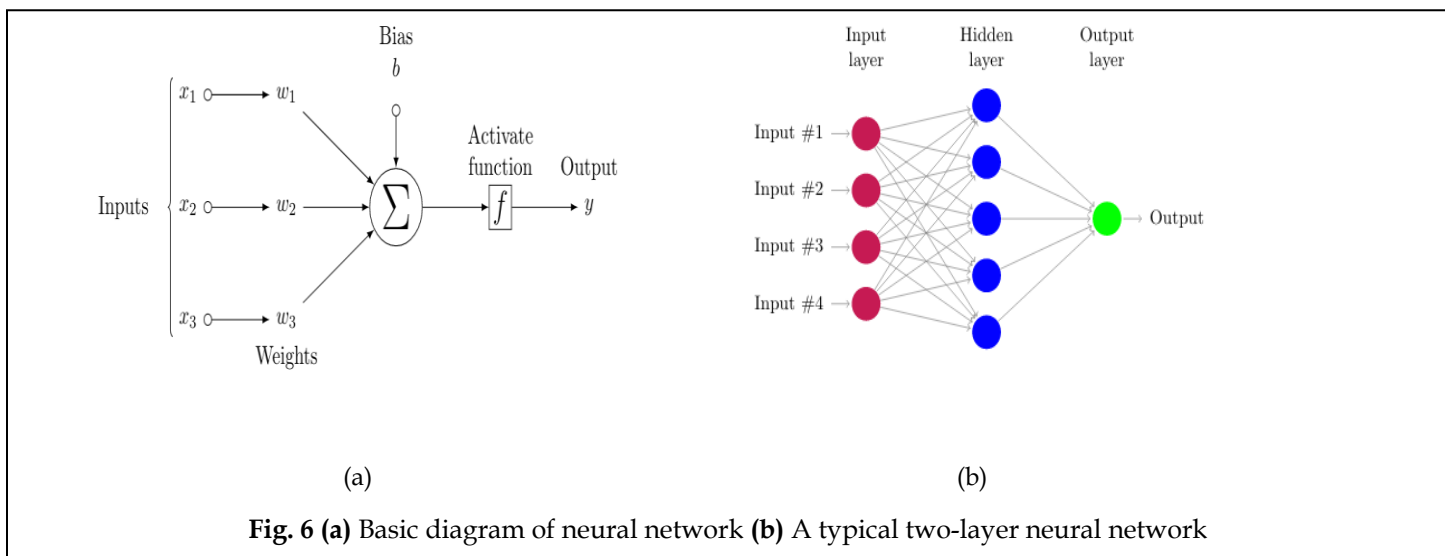 Bias
b
x₁ w₁
Activate
function
Output
Inputs x₂ w₂ Σ f y
x₃ w₃
Weights
Input
layer
Hidden
layer
Output
layer
Input #1
Input #2
Input #3
Input #4
Output
(a) (b)
Fig. 6 (a) Basic diagram of neural network (b) A typical two-layer neural network